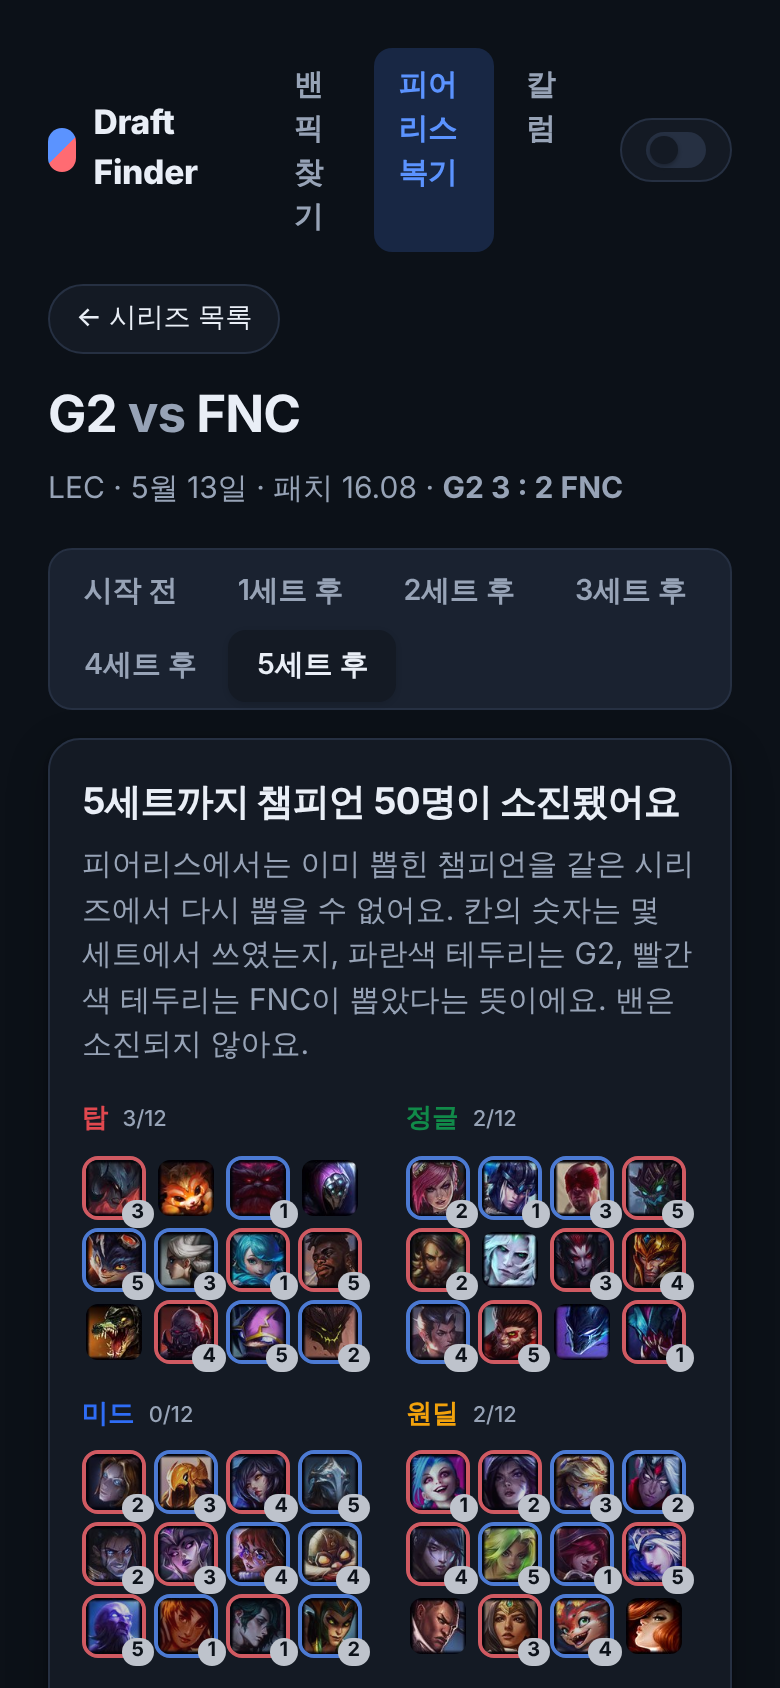 Draft
Finder
밴
픽
찾
기
피어
리스
복기
칼
럼
← 시리즈 목록
G2 vs FNC
LEC · 5월 13일 · 패치 16.08 · G2 3 : 2 FNC
시작 전 1세트 후 2세트 후 3세트 후
4세트 후 5세트 후
5세트까지 챔피언 50명이 소진됐어요
피어리스에서는 이미 뽑힌 챔피언을 같은 시리
즈에서 다시 뽑을 수 없어요. 칸의 숫자는 몇
세트에서 쓰였는지, 파란색 테두리는 G2, 빨간
색 테두리는 FNC이 뽑았다는 뜻이에요. 밴은
소진되지 않아요.
탑 3/12
3 1
5 3 1 5
4 5 2
정글 2/12
2 1 3 5
2 3 4
4 5 1
미드 0/12
2 3 4 5
2 3 4 4
5 1 1 2
원딜 2/12
1 2 3 2
4 5 1 5
3 4